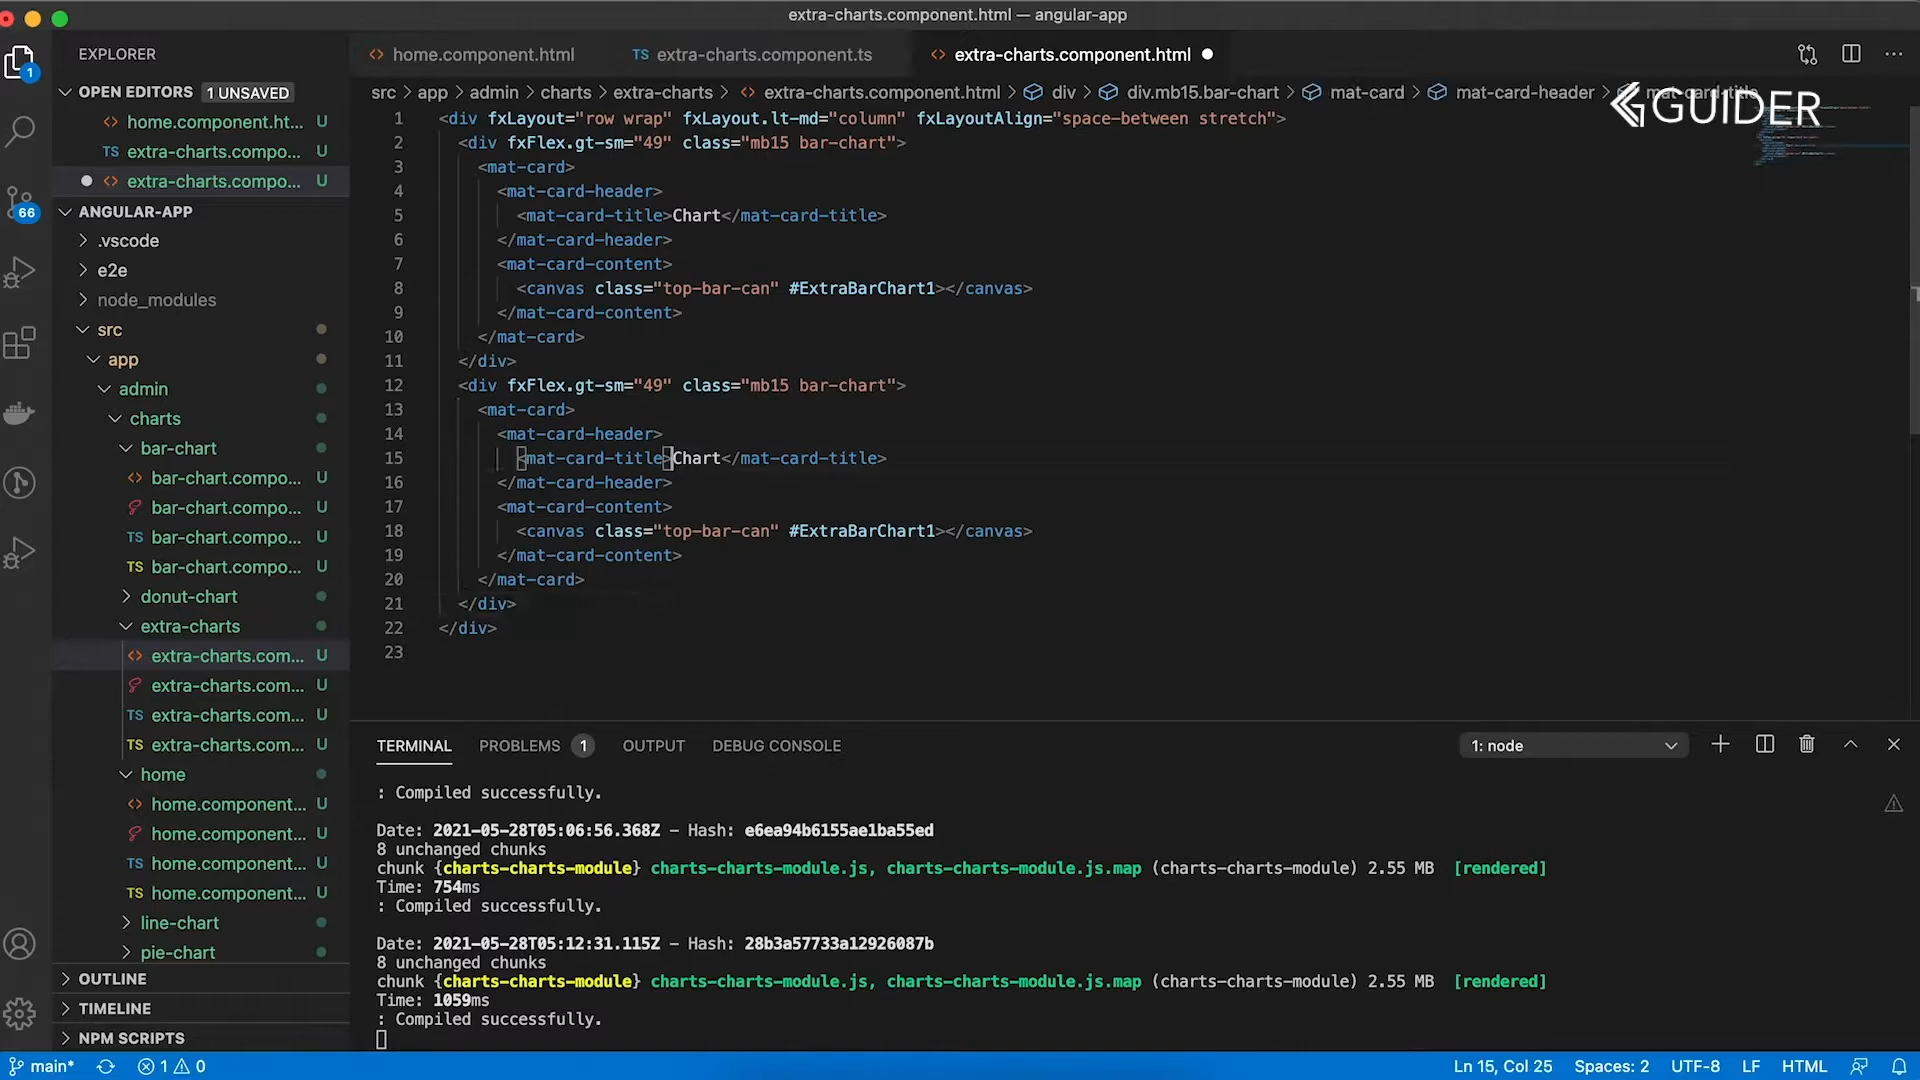 extra-charts.component.html — angular-app
EXPLORER
home.component.html
TS extra-charts.component.ts
extra-charts.component.html
1
OPEN EDITORS 1 UNSAVED
src > app > admin > charts > extra-charts > extra-charts.component.html > div > div.mb15.bar-chart > mat-card > mat-card-header > mat-card-title
GUIDER
home.component.ht... U
TS extra-charts.compo... U
extra-charts.compo... U
66
ANGULAR-APP
.vscode
e2e
node_modules
src
app
admin
charts
bar-chart
bar-chart.compo... U
bar-chart.compo... U
TS bar-chart.compo... U
TS bar-chart.compo... U
donut-chart
extra-charts
extra-charts.com... U
extra-charts.com... U
TS extra-charts.com... U
TS extra-charts.com... U
home
home.component... U
home.component... U
TS home.component... U
TS home.component... U
line-chart
pie-chart
OUTLINE
TIMELINE
NPM SCRIPTS
1 <div fxLayout="row wrap" fxLayout.lt-md="column" fxLayoutAlign="space-between stretch">
2 <div fxFlex.gt-sm="49" class="mb15 bar-chart">
3 <mat-card>
4 <mat-card-header>
5 <mat-card-title>Chart</mat-card-title>
6 </mat-card-header>
7 <mat-card-content>
8 <canvas class="top-bar-can" #ExtraBarChart1></canvas>
9 </mat-card-content>
10 </mat-card>
11 </div>
12 <div fxFlex.gt-sm="49" class="mb15 bar-chart">
13 <mat-card>
14 <mat-card-header>
15 <mat-card-title>Chart</mat-card-title>
16 </mat-card-header>
17 <mat-card-content>
18 <canvas class="top-bar-can" #ExtraBarChart1></canvas>
19 </mat-card-content>
20 </mat-card>
21 </div>
22 </div>
23
TERMINAL PROBLEMS 1 OUTPUT DEBUG CONSOLE
1: node
: Compiled successfully.
Date: 2021-05-28T05:06:56.368Z - Hash: e6ea94b6155ae1ba55ed
8 unchanged chunks
chunk {charts-charts-module} charts-charts-module.js, charts-charts-module.js.map (charts-charts-module) 2.55 MB [rendered]
Time: 754ms
: Compiled successfully.
Date: 2021-05-28T05:12:31.115Z - Hash: 28b3a57733a12926087b
8 unchanged chunks
chunk {charts-charts-module} charts-charts-module.js, charts-charts-module.js.map (charts-charts-module) 2.55 MB [rendered]
Time: 1059ms
: Compiled successfully.
main* 1 0
Ln 15, Col 25 Spaces: 2 UTF-8 LF HTML